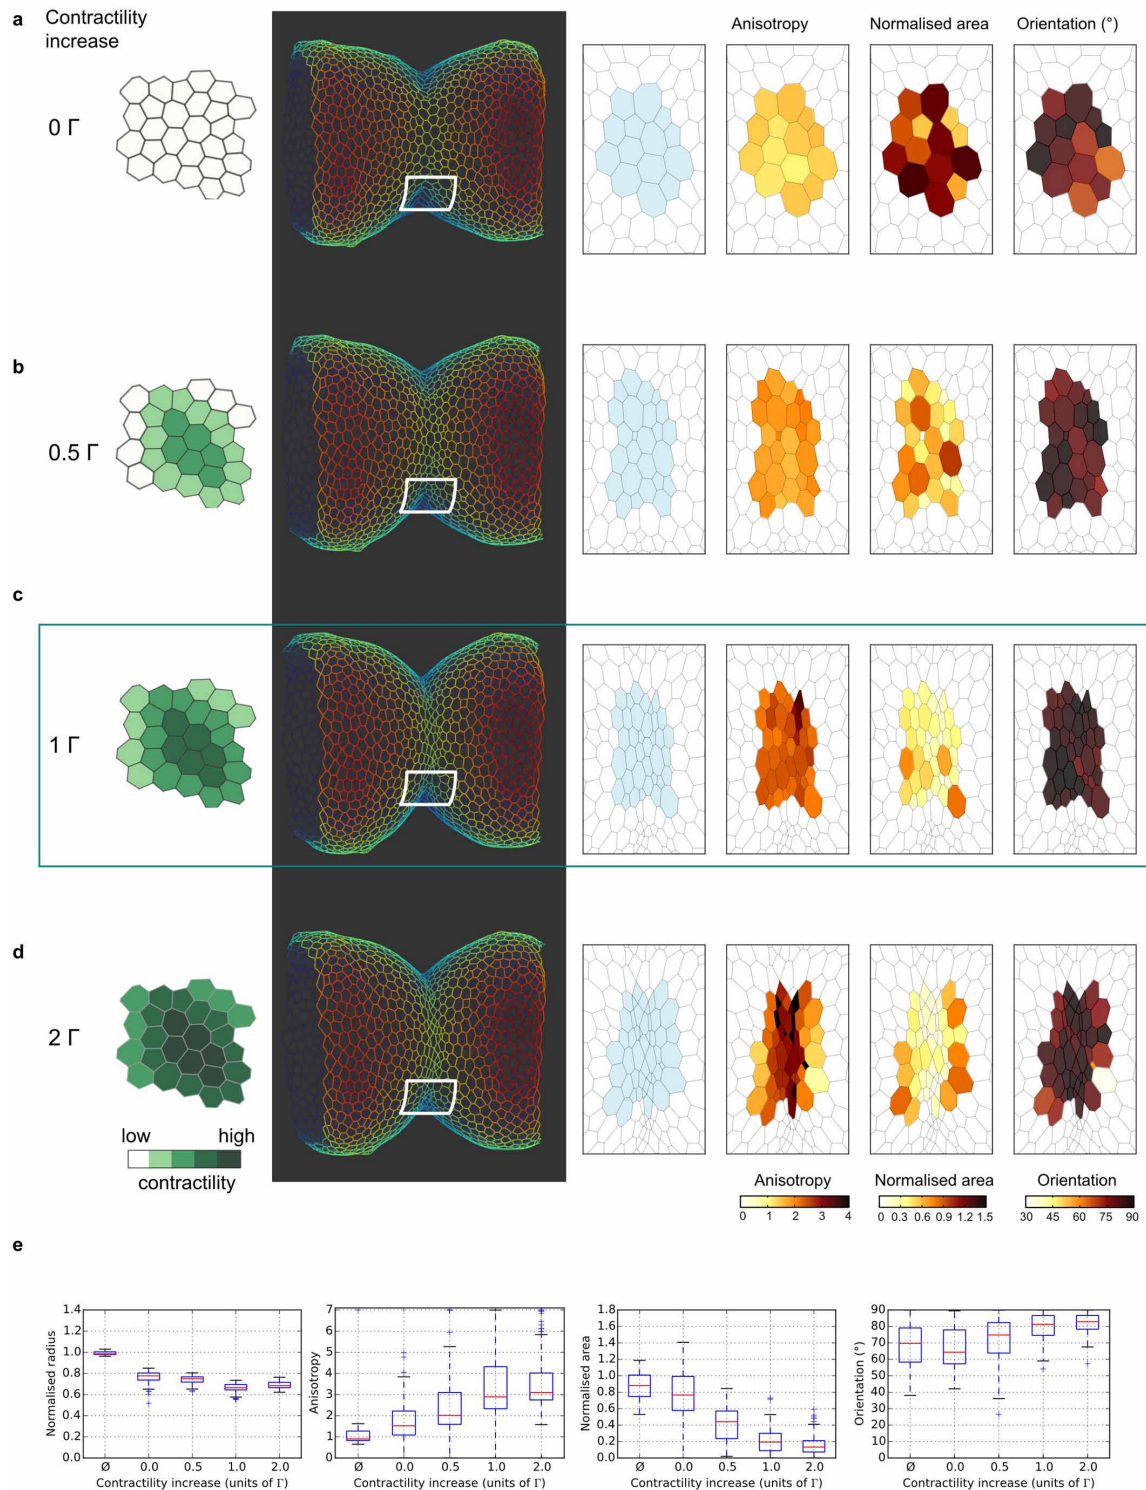 a
Contractility
increase
Anisotropy
Normalised area
Orientation (°)
0 Γ
b
0.5 Γ
c
1 Γ
d
2 Γ
low high
contractility
Anisotropy
0 1 2 3 4
Normalised area
0 0.3 0.6 0.9 1.2 1.5
Orientation
30 45 60 75 90
e
Normalised radius
1.4
1.2
1.0
0.8
0.6
0.4
0.2
0.0
Ø 0.0 0.5 1.0 2.0
Contractility increase (units of Γ)
Anisotropy
7
6
5
4
3
2
1
0
Ø 0.0 0.5 1.0 2.0
Contractility increase (units of Γ)
Normalised area
1.8
1.6
1.4
1.2
1.0
0.8
0.6
0.4
0.2
0.0
Ø 0.0 0.5 1.0 2.0
Contractility increase (units of Γ)
Orientation (°)
90
80
70
60
50
40
30
20
10
0
Ø 0.0 0.5 1.0 2.0
Contractility increase (units of Γ)